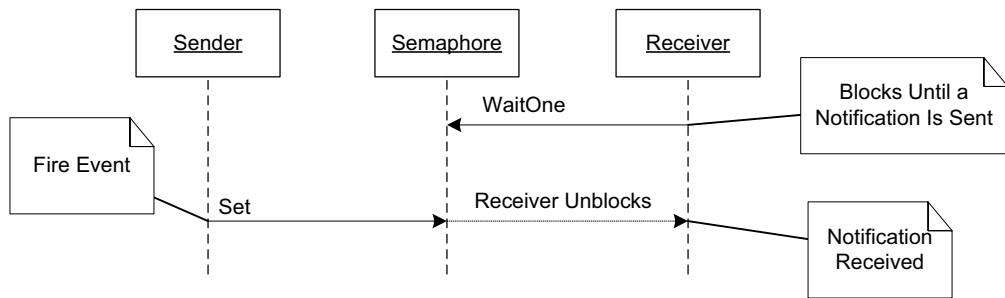 Sender
Semaphore
Receiver
WaitOne
Blocks Until a
Notification Is Sent
Fire Event
Set
Receiver Unblocks
Notification
Received